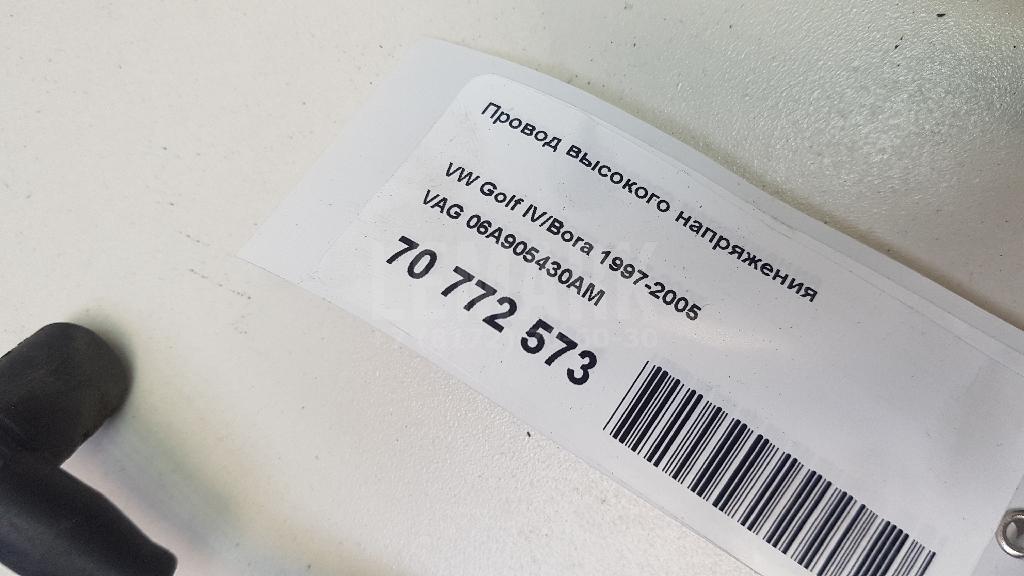 Провод высокого напряжения
VW Golf IV/Bora 1997-2005
VAG 06A905430AM
70 772 573